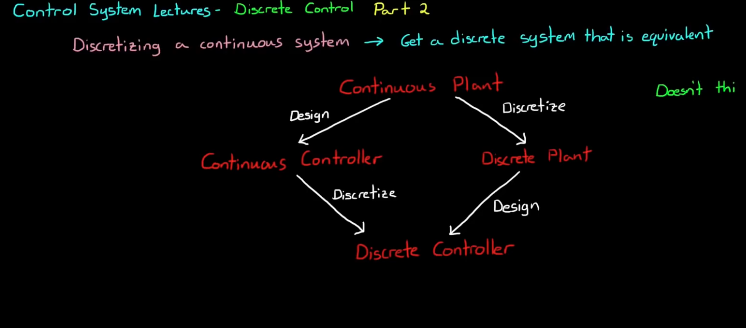 Control System Lectures - Discrete Control Part 2
Discretizing a continuous system → Get a discrete system that is equivalent
Continuous Plant
Doesn't thi
Design
Discretize
Continuous Controller
Discrete Plant
Discretize
Design
Discrete Controller